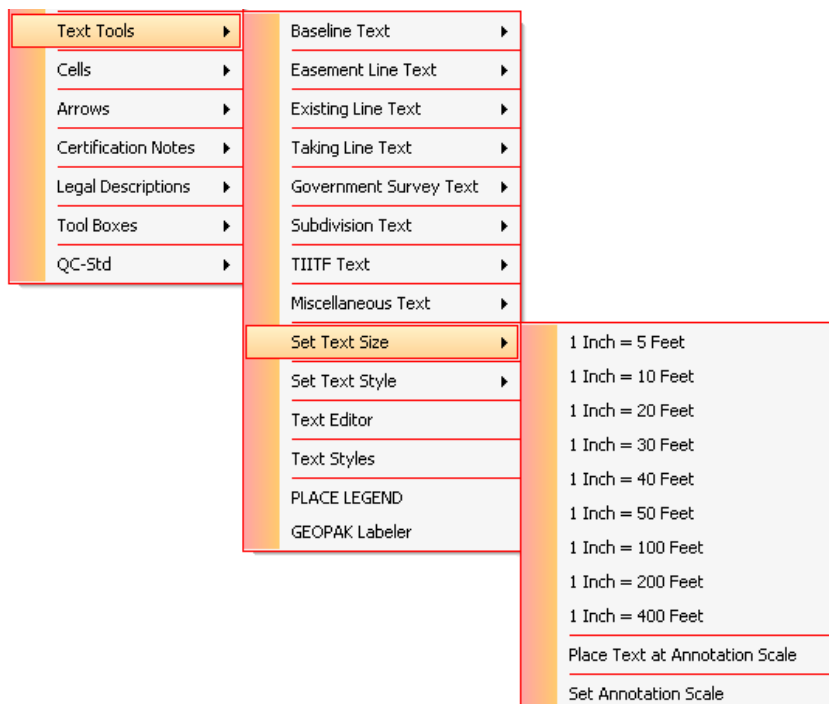 Text Tools
Cells
Arrows
Certification Notes
Legal Descriptions
Tool Boxes
QC-Std
Baseline Text
Easement Line Text
Existing Line Text
Taking Line Text
Government Survey Text
Subdivision Text
TIITF Text
Miscellaneous Text
Set Text Size
Set Text Style
Text Editor
Text Styles
PLACE LEGEND
GEOPAK Labeler
1 Inch = 5 Feet
1 Inch = 10 Feet
1 Inch = 20 Feet
1 Inch = 30 Feet
1 Inch = 40 Feet
1 Inch = 50 Feet
1 Inch = 100 Feet
1 Inch = 200 Feet
1 Inch = 400 Feet
Place Text at Annotation Scale
Set Annotation Scale